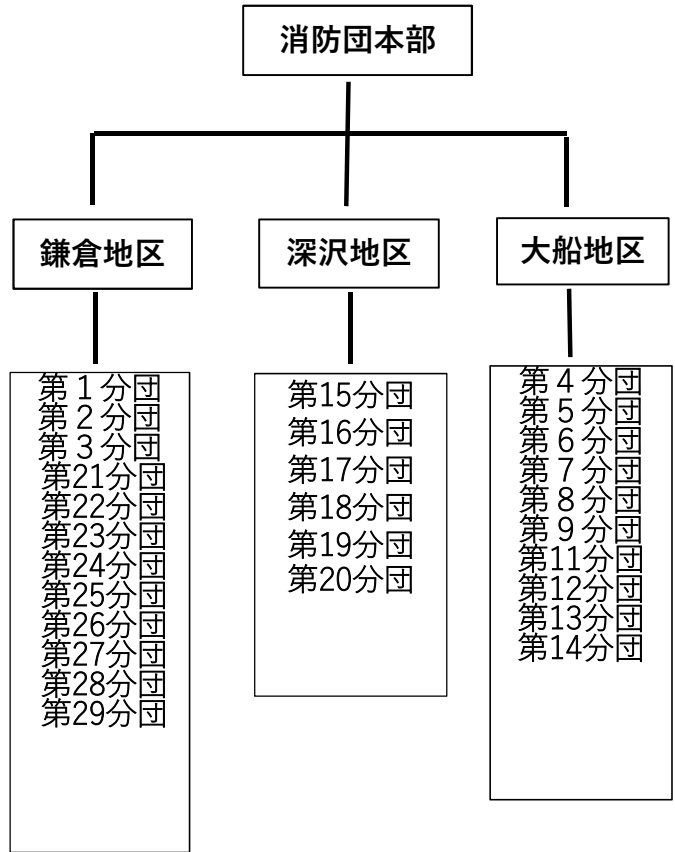 消防団本部
鎌倉地区
第１分団
第２分団
第３分団
第21分団
第22分団
第23分団
第24分団
第25分団
第26分団
第27分団
第28分団
第29分団
深沢地区
第15分団
第16分団
第17分団
第18分団
第19分団
第20分団
大船地区
第４分団
第５分団
第６分団
第７分団
第８分団
第９分団
第11分団
第12分団
第13分団
第14分団